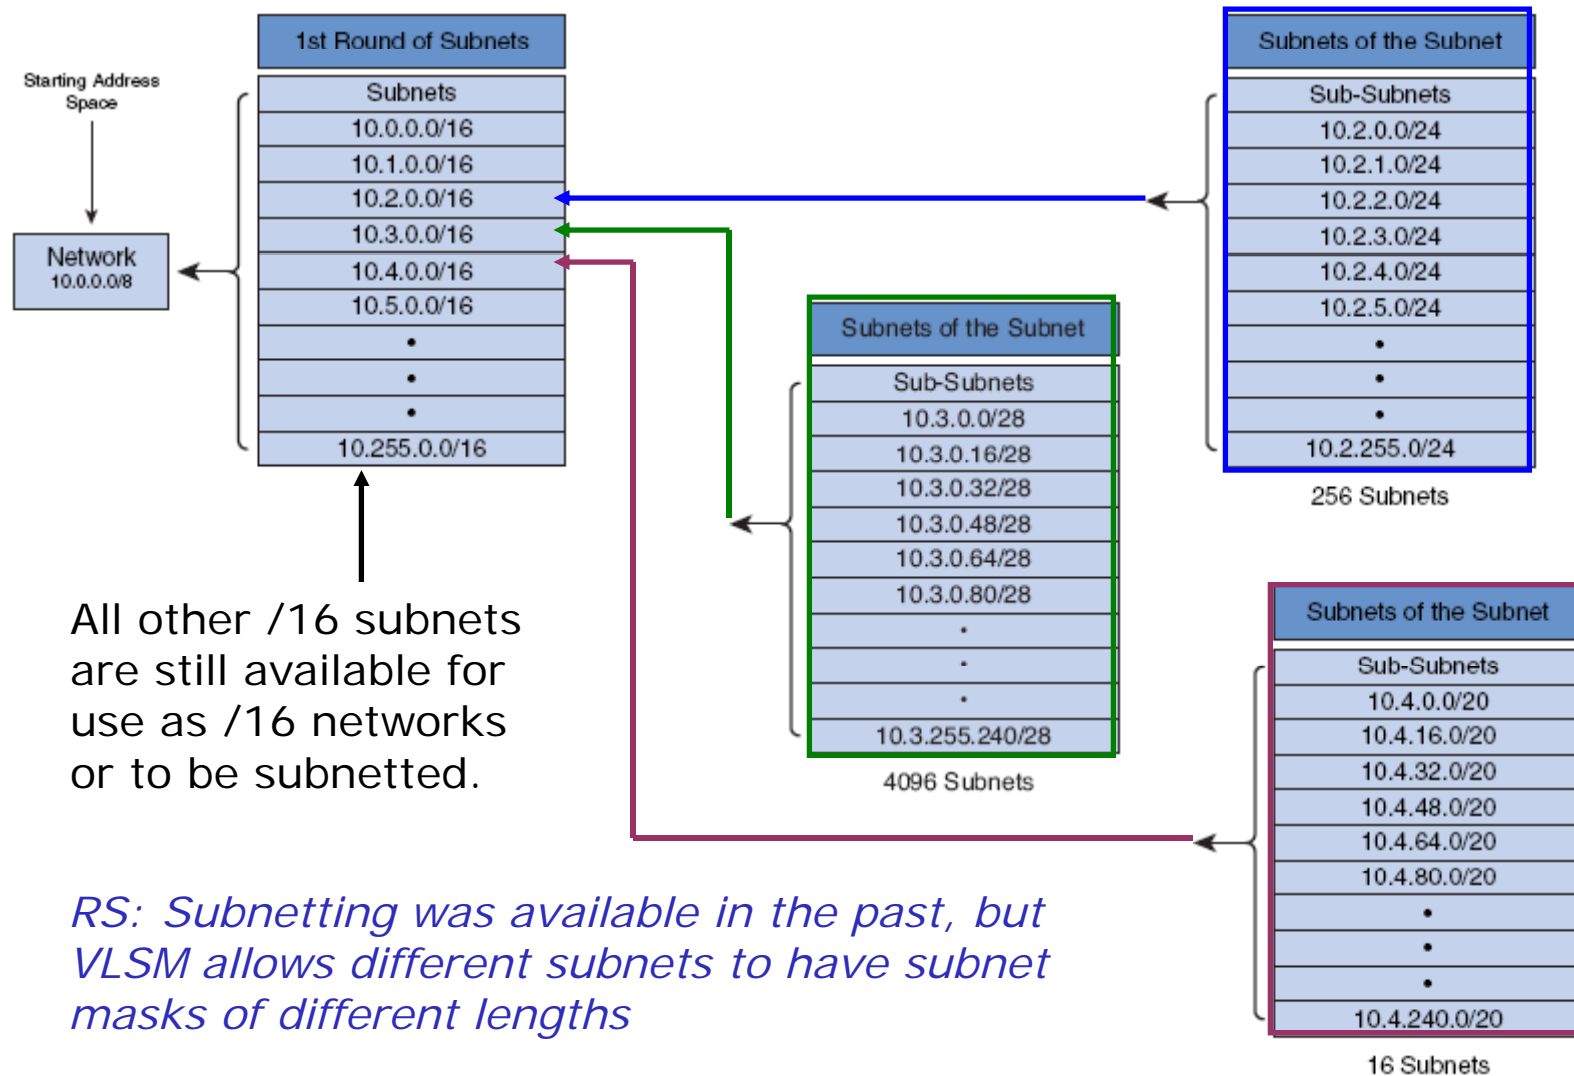 Starting Address
Space
Network
10.0.0.0/8
1st Round of Subnets
Subnets
10.0.0.0/16
10.1.0.0/16
10.2.0.0/16
10.3.0.0/16
10.4.0.0/16
10.5.0.0/16
10.255.0.0/16
All other /16 subnets
are still available for
use as /16 networks
or to be subnetted.
Subnets of the Subnet
Sub-Subnets
10.3.0.0/28
10.3.0.16/28
10.3.0.32/28
10.3.0.48/28
10.3.0.64/28
10.3.0.80/28
10.3.255.240/28
4096 Subnets
Subnets of the Subnet
Sub-Subnets
10.2.0.0/24
10.2.1.0/24
10.2.2.0/24
10.2.3.0/24
10.2.4.0/24
10.2.5.0/24
10.2.255.0/24
256 Subnets
Subnets of the Subnet
Sub-Subnets
10.4.0.0/20
10.4.16.0/20
10.4.32.0/20
10.4.48.0/20
10.4.64.0/20
10.4.80.0/20
10.4.240.0/20
16 Subnets
RS: Subnetting was available in the past, but
VLSM allows different subnets to have subnet
masks of different lengths